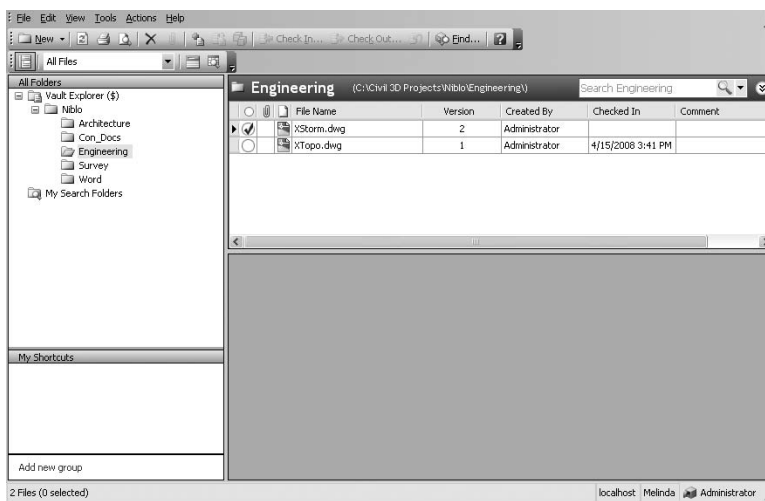 File Edit View Tools Actions Help
New Check In... Check Out... Find...
All Files
All Folders
Vault Explorer ($)
Niblo
Architecture
Con_Docs
Engineering
Survey
Word
My Search Folders
My Shortcuts
Add new group
Engineering (C:\Civil 3D Projects\Niblo\Engineering\) Search Engineering
File Name Version Created By Checked In Comment
XStorm.dwg 2 Administrator
XTopo.dwg 1 Administrator 4/15/2008 3:41 PM
2 Files (0 selected) localhost Melinda Administrator